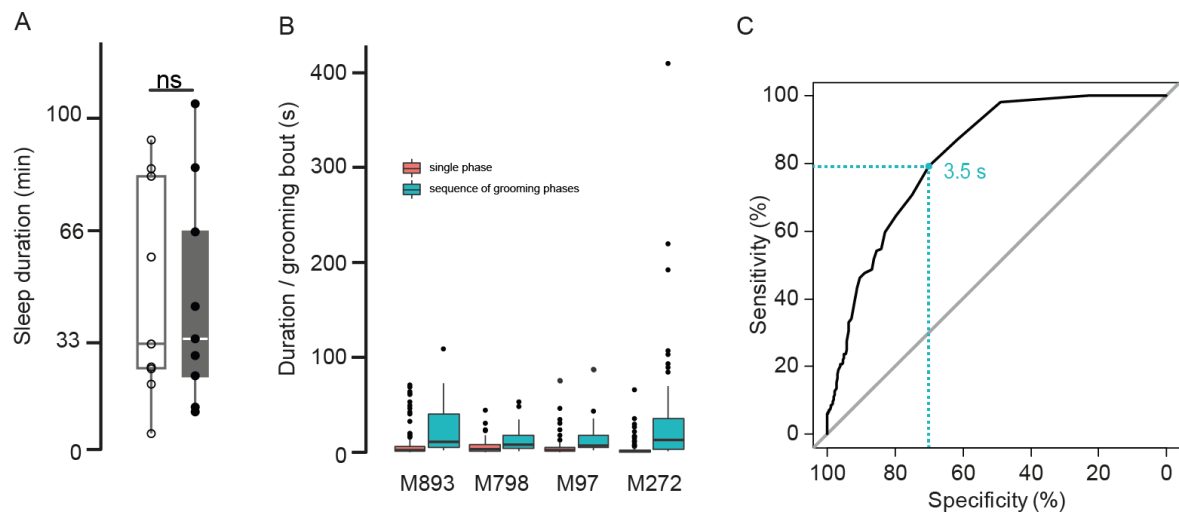 A
Sleep duration (min)
100
66
33
0
ns
B
Duration / grooming bout (s)
400
300
200
100
0
single phase
sequence of grooming phases
M893 M798 M97 M272
C
Sensitivity (%)
100
80
60
40
20
0
3.5 s
100 80 60 40 20 0
Specificity (%)